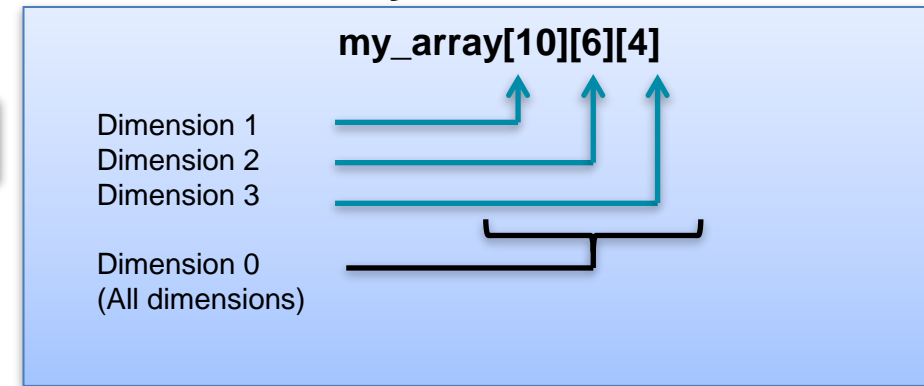 my_array[10][6][4]
Dimension 1
Dimension 2
Dimension 3
Dimension 0
(All dimensions)